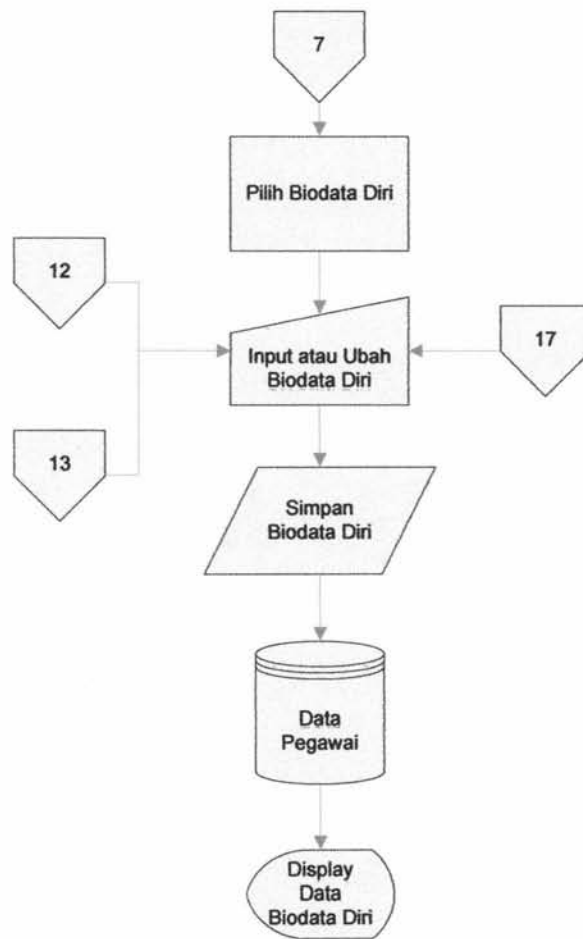 7
Pilih Biodata Diri
12
Input atau Ubah
Biodata Diri
17
13
Simpan
Biodata Diri
Data
Pegawai
Display
Data
Biodata Diri